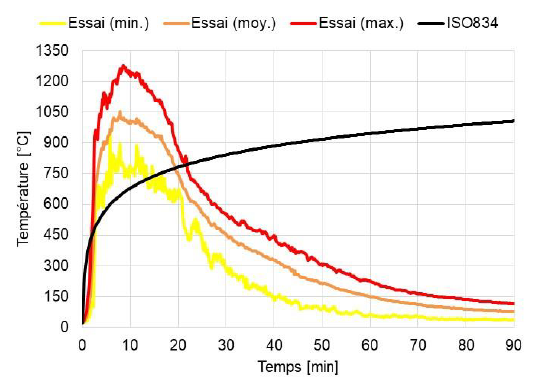 Essai (min.) Essai (moy.) Essai (max.) ISO834
1350
1200
1050
900
750
600
450
300
150
0
Température [°C]
0 10 20 30 40 50 60 70 80 90
Temps [min]